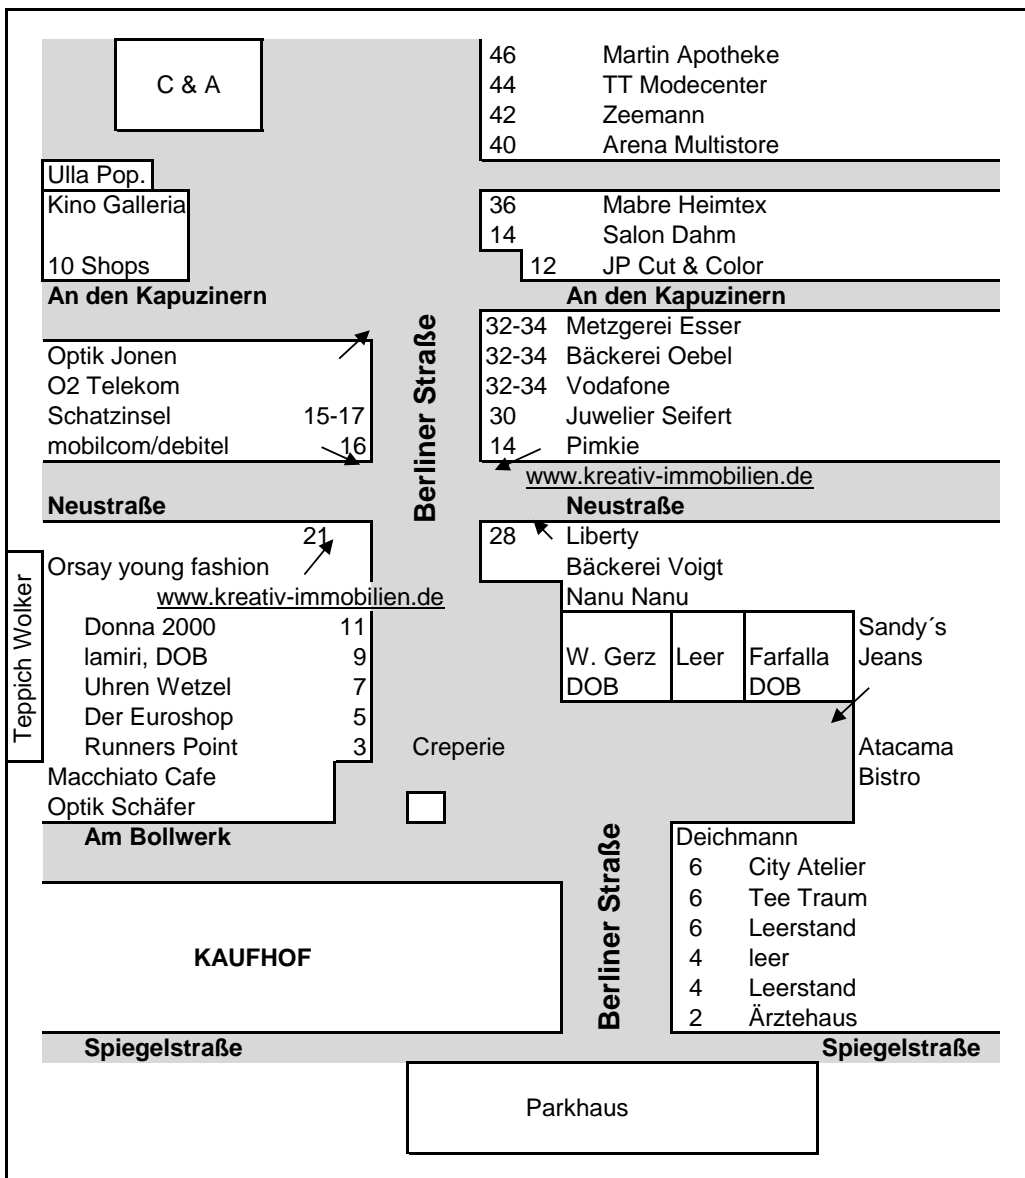 C & A
46 Martin Apotheke
44 TT Modecenter
42 Zeemann
40 Arena Multistore
Ulla Pop.
Kino Galleria
10 Shops
36 Mabre Heimtex
14 Salon Dahm
12 JP Cut & Color
An den Kapuzinern
An den Kapuzinern
Berliner Straße
Optik Jonen
O2 Telekom
Schatzinsel 15-17
mobilcom/debitel 16
32-34 Metzgerei Esser
32-34 Bäckerei Oebel
32-34 Vodafone
30 Juwelier Seifert
14 Pimkie
www.kreativ-immobilien.de
Neustraße
Neustraße
21
Orsay young fashion
www.kreativ-immobilien.de
Teppich Wolker
Donna 2000 11
lamiri, DOB 9
Uhren Wetzel 7
Der Euroshop 5
Runners Point 3
Macchiato Cafe
Optik Schäfer
28 Liberty
Bäckerei Voigt
Nanu Nanu
W. Gerz
DOB
Leer
Farfalla
DOB
Sandy´s
Jeans
Creperie
Atacama
Bistro
Am Bollwerk
Berliner Straße
Deichmann
6 City Atelier
6 Tee Traum
6 Leerstand
4 leer
4 Leerstand
2 Ärztehaus
KAUFHOF
Spiegelstraße
Spiegelstraße
Parkhaus